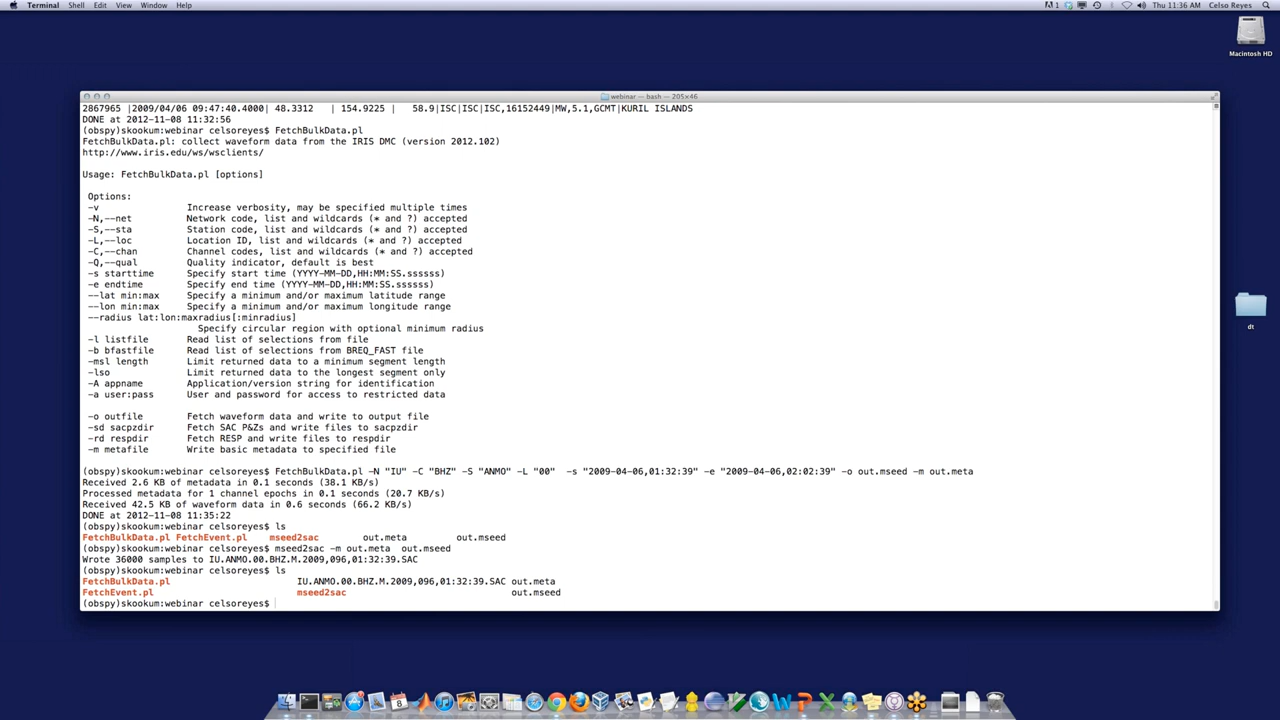 Terminal Shell Edit View Window Help
1 Thu 11:36 AM Celso Reyes
Macintosh HD
dt
webinar — bash — 205×46
2867965 |2009/04/06 09:47:40.4000| 48.3312 | 154.9225 | 58.9|ISC|ISC|ISC,16152449|MW,5.1,GCMT|KURIL ISLANDS
DONE at 2012-11-08 11:32:56
(obspy)skookum:webinar celsoreyes$ FetchBulkData.pl
FetchBulkData.pl: collect waveform data from the IRIS DMC (version 2012.102)
http://www.iris.edu/ws/wsclients/
Usage: FetchBulkData.pl [options]
Options:
-v Increase verbosity, may be specified multiple times
-N,--net Network code, list and wildcards (* and ?) accepted
-S,--sta Station code, list and wildcards (* and ?) accepted
-L,--loc Location ID, list and wildcards (* and ?) accepted
-C,--chan Channel codes, list and wildcards (* and ?) accepted
-Q,--qual Quality indicator, default is best
-s starttime Specify start time (YYYY-MM-DD,HH:MM:SS.ssssss)
-e endtime Specify end time (YYYY-MM-DD,HH:MM:SS.ssssss)
--lat min:max Specify a minimum and/or maximum latitude range
--lon min:max Specify a minimum and/or maximum longitude range
--radius lat:lon:maxradius[:minradius]
Specify circular region with optional minimum radius
-l listfile Read list of selections from file
-b bfastfile Read list of selections from BREQ_FAST file
-msl length Limit returned data to a minimum segment length
-lso Limit returned data to the longest segment only
-A appname Application/version string for identification
-a user:pass User and password for access to restricted data
-o outfile Fetch waveform data and write to output file
-sd sacpzdir Fetch SAC P&Zs and write files to sacpzdir
-rd respdir Fetch RESP and write files to respdir
-m metafile Write basic metadata to specified file
(obspy)skookum:webinar celsoreyes$ FetchBulkData.pl -N "IU" -C "BHZ" -S "ANMO" -L "00" -s "2009-04-06,01:32:39" -e "2009-04-06,02:02:39" -o out.mseed -m out.meta
Received 2.6 KB of metadata in 0.1 seconds (38.1 KB/s)
Processed metadata for 1 channel epochs in 0.1 seconds (20.7 KB/s)
Received 42.5 KB of waveform data in 0.6 seconds (66.2 KB/s)
DONE at 2012-11-08 11:35:22
(obspy)skookum:webinar celsoreyes$ ls
FetchBulkData.pl FetchEvent.pl mseed2sac out.meta out.mseed
(obspy)skookum:webinar celsoreyes$ mseed2sac -m out.meta out.mseed
Wrote 36000 samples to IU.ANMO.00.BHZ.M.2009,096,01:32:39.SAC
(obspy)skookum:webinar celsoreyes$ ls
FetchBulkData.pl IU.ANMO.00.BHZ.M.2009,096,01:32:39.SAC out.meta
FetchEvent.pl mseed2sac out.mseed
(obspy)skookum:webinar celsoreyes$